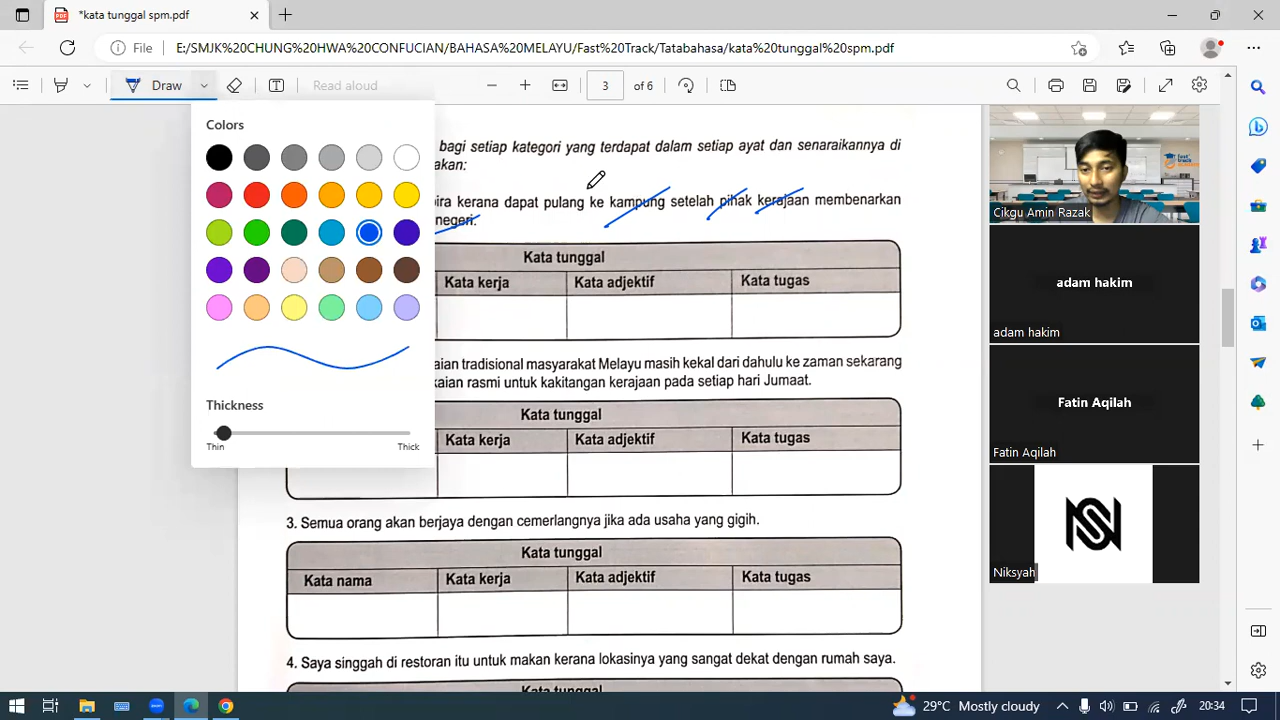 *kata tunggal spm.pdf
File E:/SMJK%20CHUNG%20HWA%20CONFUCIAN/BAHASA%20MELAYU/Fast%20Track/Tatabahasa/kata%20tunggal%20spm.pdf
Draw Read aloud 3 of 6
Colors
Thickness
Thin Thick
bagi setiap kategori yang terdapat dalam setiap ayat dan senaraikannya di
akan:
bira kerana dapat pulang ke kampung setelah pihak kerajaan membenarkan
negeri.
Kata tunggal
Kata kerja Kata adjektif Kata tugas
aian tradisional masyarakat Melayu masih kekal dari dahulu ke zaman sekarang
kaian rasmi untuk kakitangan kerajaan pada setiap hari Jumaat.
Kata tunggal
Kata kerja Kata adjektif Kata tugas
3. Semua orang akan berjaya dengan cemerlangnya jika ada usaha yang gigih.
Kata tunggal
Kata nama Kata kerja Kata adjektif Kata tugas
4. Saya singgah di restoran itu untuk makan kerana lokasinya yang sangat dekat dengan rumah saya.
Kata tunggal
Cikgu Amin Razak
adam hakim
adam hakim
Fatin Aqilah
Fatin Aqilah
NS
Niksyah
29°C Mostly cloudy 20:34